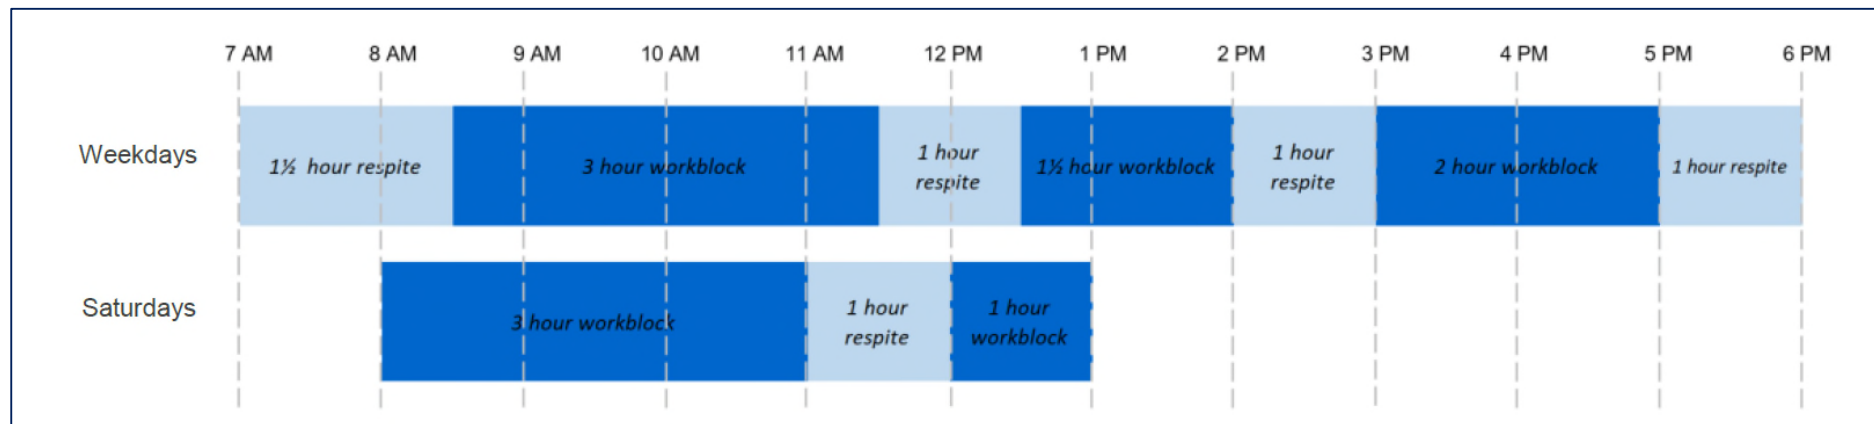 7 AM 8 AM 9 AM 10 AM 11 AM 12 PM 1 PM 2 PM 3 PM 4 PM 5 PM 6 PM
Weekdays
1½ hour respite
3 hour workblock
1 hour
respite
1½ hour workblock
1 hour
respite
2 hour workblock
1 hour respite
Saturdays
3 hour workblock
1 hour
respite
1 hour
workblock